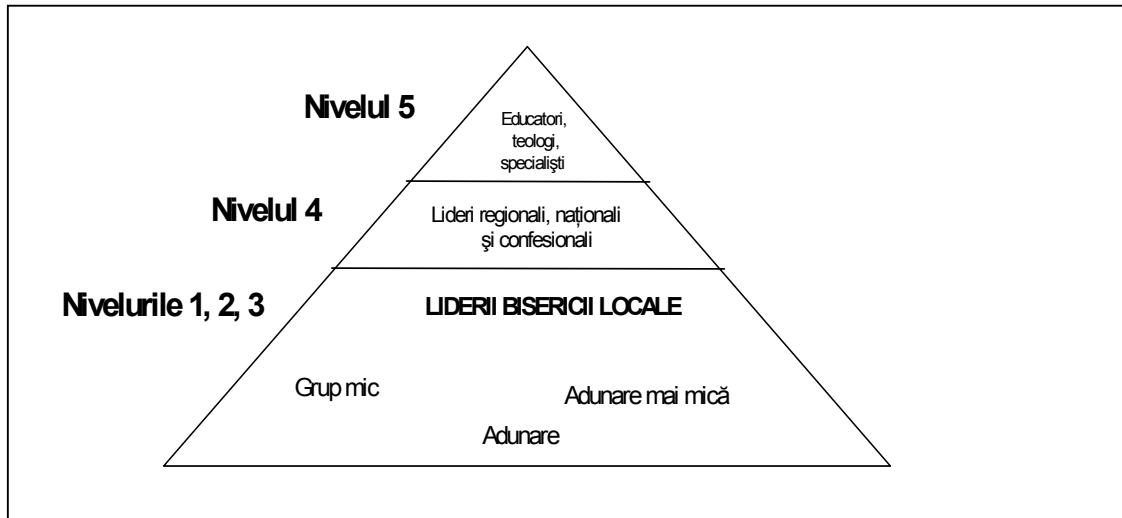 Nivelul 5
Educatori,
teologi,
specialişti
Nivelul 4
Lideri regionali, naţionali
şi confesionali
Nivelurile 1, 2, 3
LIDERII BISERICII LOCALE
Grup mic
Adunare mai mică
Adunare